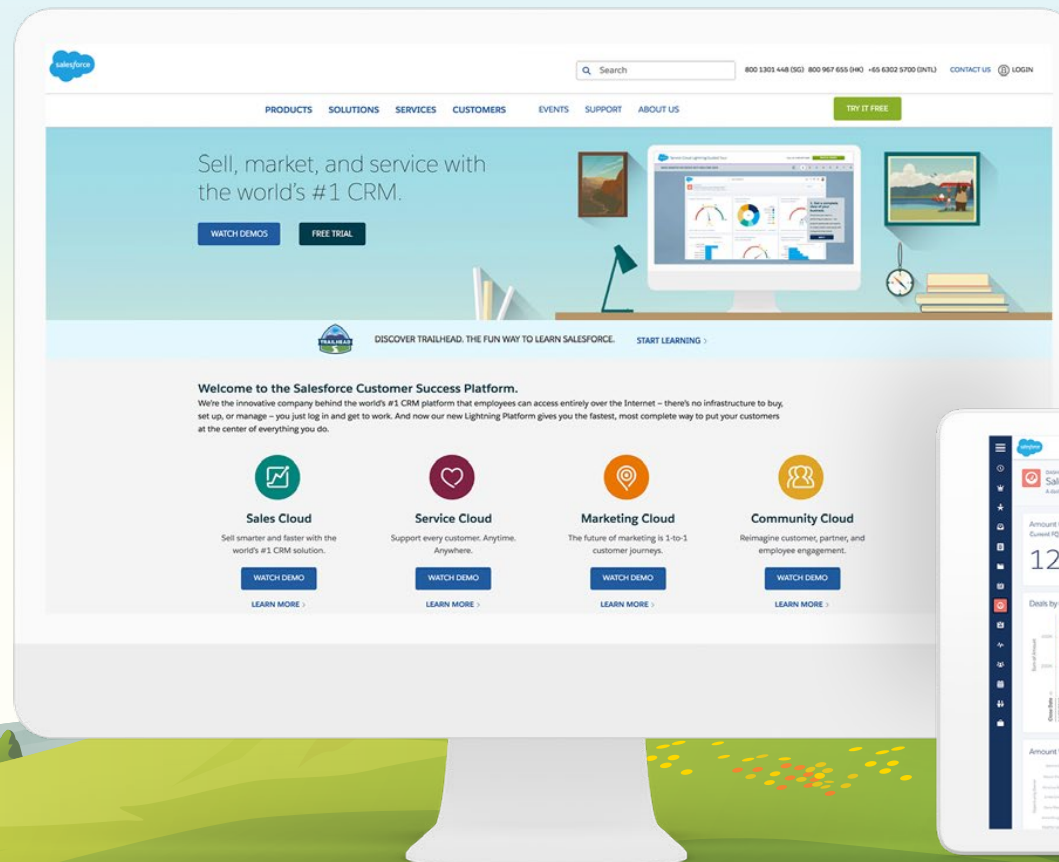 salesforce
Search
800 1301 448 (SG) 800 967 655 (HK) +65 6302 5700 (INTL) CONTACT US LOGIN
PRODUCTS SOLUTIONS SERVICES CUSTOMERS EVENTS SUPPORT ABOUT US TRY IT FREE
Sell, market, and service with
the world's #1 CRM.
WATCH DEMOS FREE TRIAL
TRAILHEAD
DISCOVER TRAILHEAD. THE FUN WAY TO LEARN SALESFORCE. START LEARNING >
Welcome to the Salesforce Customer Success Platform.
We're the innovative company behind the world's #1 CRM platform that employees can access entirely over the Internet – there's no infrastructure to buy,
set up, or manage – you just log in and get to work. And now our new Lightning Platform gives you the fastest, most complete way to put your customers
at the center of everything you do.
Sales Cloud Service Cloud Marketing Cloud Community Cloud
Sell smarter and faster with the Support every customer. Anytime. The future of marketing is 1-to-1 Reimagine customer, partner, and
world's #1 CRM solution. Anywhere. customer journeys. employee engagement.
WATCH DEMO WATCH DEMO WATCH DEMO WATCH DEMO
LEARN MORE > LEARN MORE > LEARN MORE > LEARN MORE >
salesforce
Sal
Amount
12
Deals by
Close Date
Amount